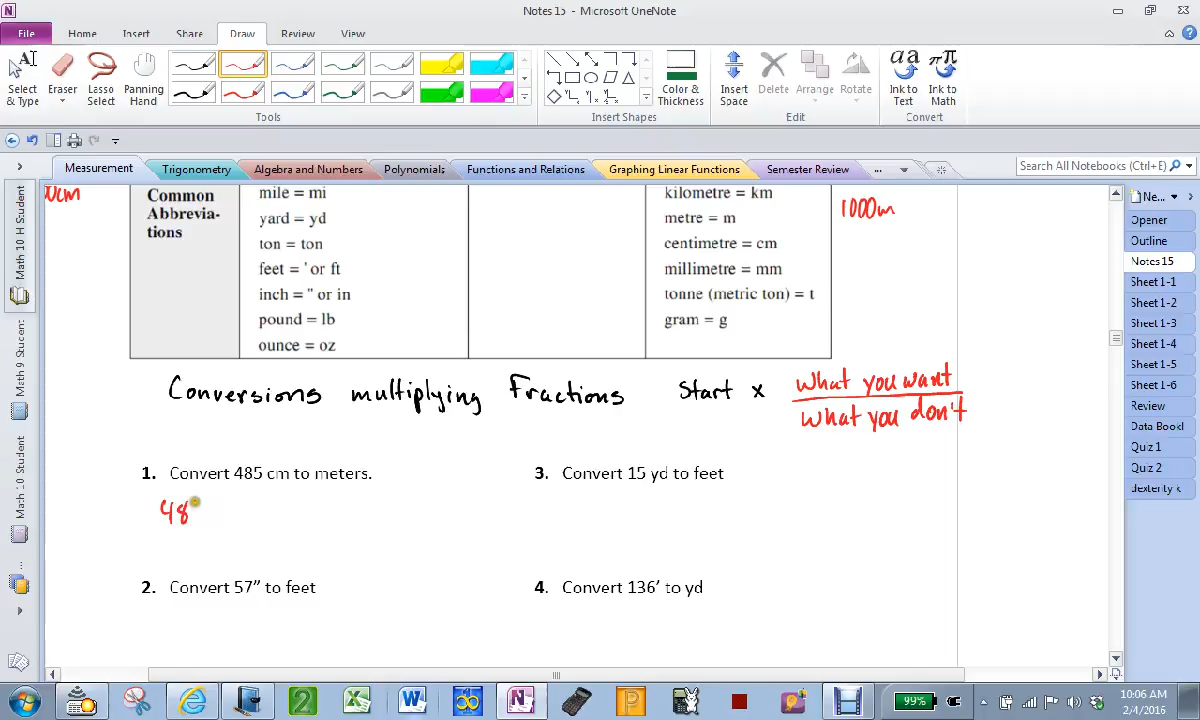 Notes 15 - Microsoft OneNote
File Home Insert Share Draw Review View
Select & Type
Eraser
Lasso Select
Panning Hand
Color & Thickness
Insert Space
Delete
Arrange
Rotate
Ink to Text
Ink to Math
Tools
Insert Shapes
Edit
Convert
Measurement Trigonometry Algebra and Numbers Polynomials Functions and Relations Graphing Linear Functions Semester Review ...
Search All Notebooks (Ctrl+E)
Math 10 H Student
Math 9 Student
Math 10 Student
Ne...
Opener
Outline
Notes 15
Sheet 1-1
Sheet 1-2
Sheet 1-3
Sheet 1-4
Sheet 1-5
Sheet 1-6
Review
Data Bookl
Quiz 1
Quiz 2
dexterity k
Common
Abbrevia-
tions
mile = mi
yard = yd
ton = ton
feet = ' or ft
inch = " or in
pound = lb
ounce = oz
kilometre = km
metre = m
centimetre = cm
millimetre = mm
tonne (metric ton) = t
gram = g
1000m
Conversions multiplying Fractions Start x
What you want
What you don't
1. Convert 485 cm to meters.
48
2. Convert 57" to feet
3. Convert 15 yd to feet
4. Convert 136' to yd
99%
10:06 AM
2/4/2016